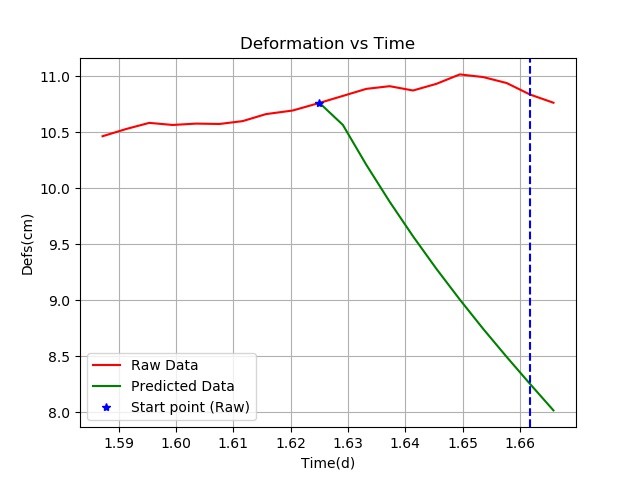 Deformation vs Time
Defs(cm)
11.0
10.5
10.0
9.5
9.0
8.5
8.0
Raw Data
Predicted Data
Start point (Raw)
1.59 1.60 1.61 1.62 1.63 1.64 1.65 1.66
Time(d)